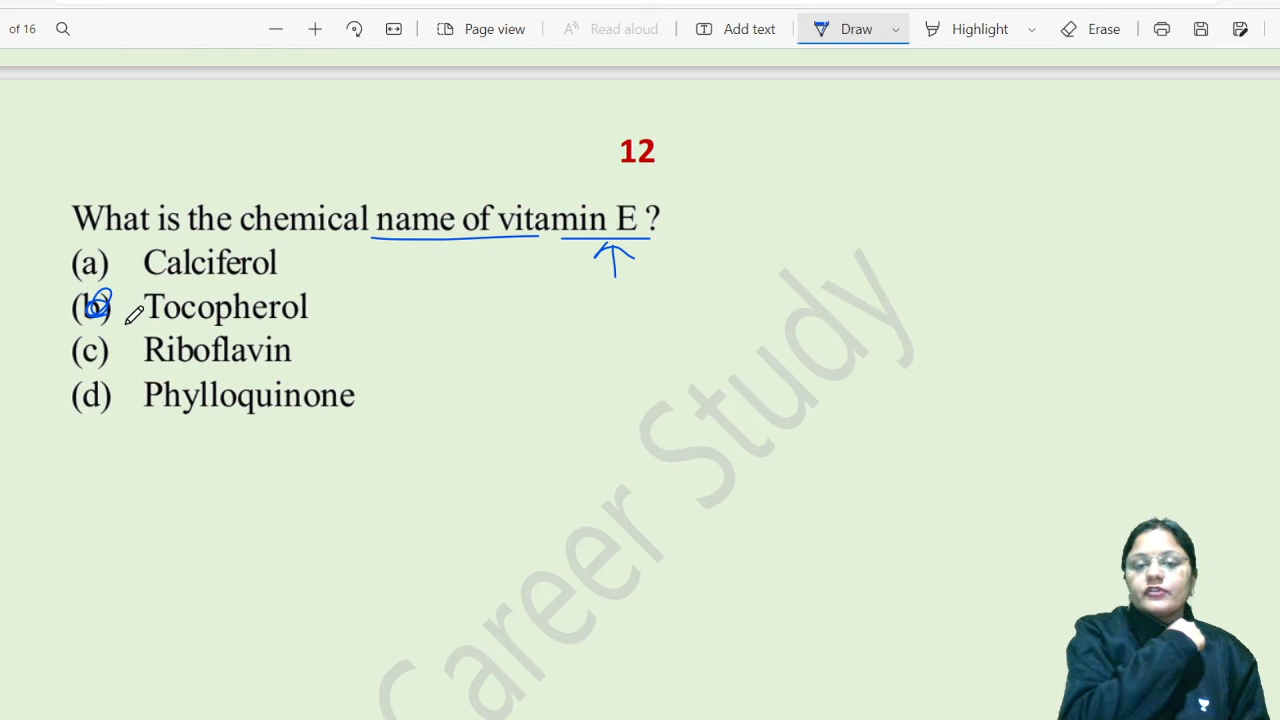 of 16
Page view
Read aloud
Add text
Draw
Highlight
Erase
12
What is the chemical name of vitamin E ?
(a) Calciferol
(b) Tocopherol
(c) Riboflavin
(d) Phylloquinone
Career Study